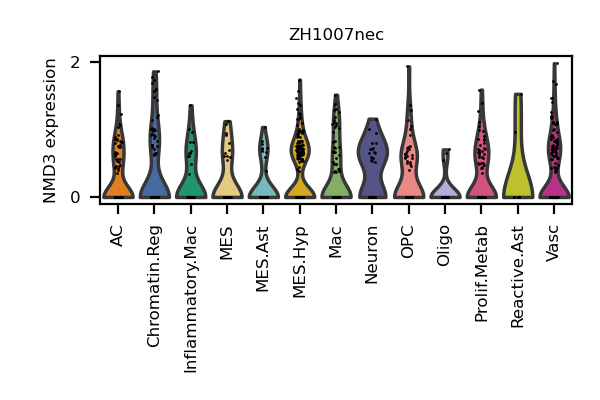 ZH1007nec
NMD3 expression
2
0
AC
Chromatin.Reg
Inflammatory.Mac
MES
MES.Ast
MES.Hyp
Mac
Neuron
OPC
Oligo
Prolif.Metab
Reactive.Ast
Vasc